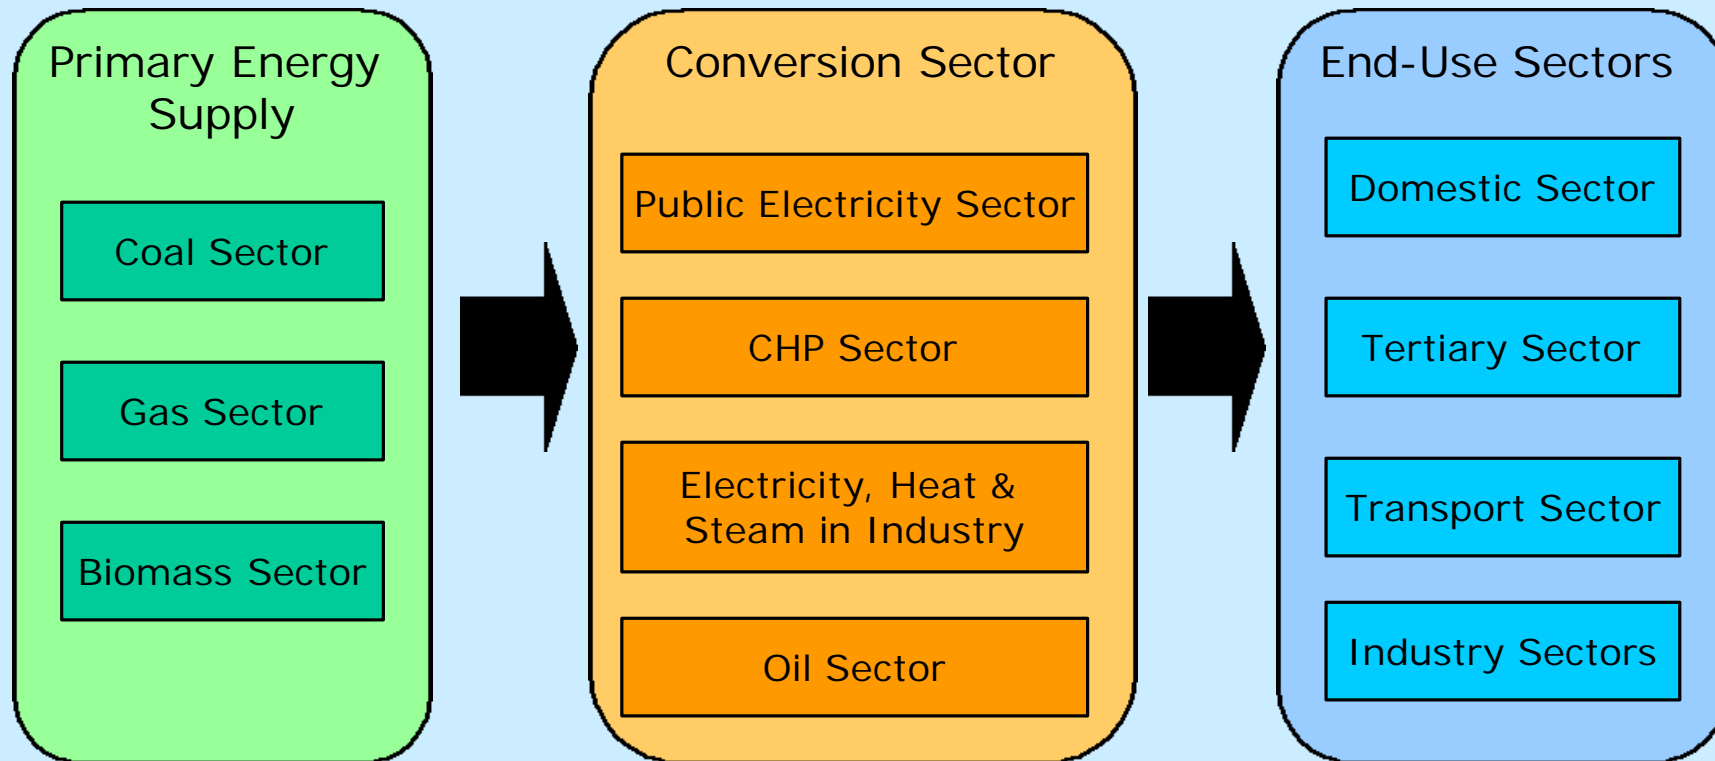 Primary Energy
Supply
Coal Sector
Gas Sector
Biomass Sector
Conversion Sector
Public Electricity Sector
CHP Sector
Electricity, Heat &
Steam in Industry
Oil Sector
End-Use Sectors
Domestic Sector
Tertiary Sector
Transport Sector
Industry Sectors